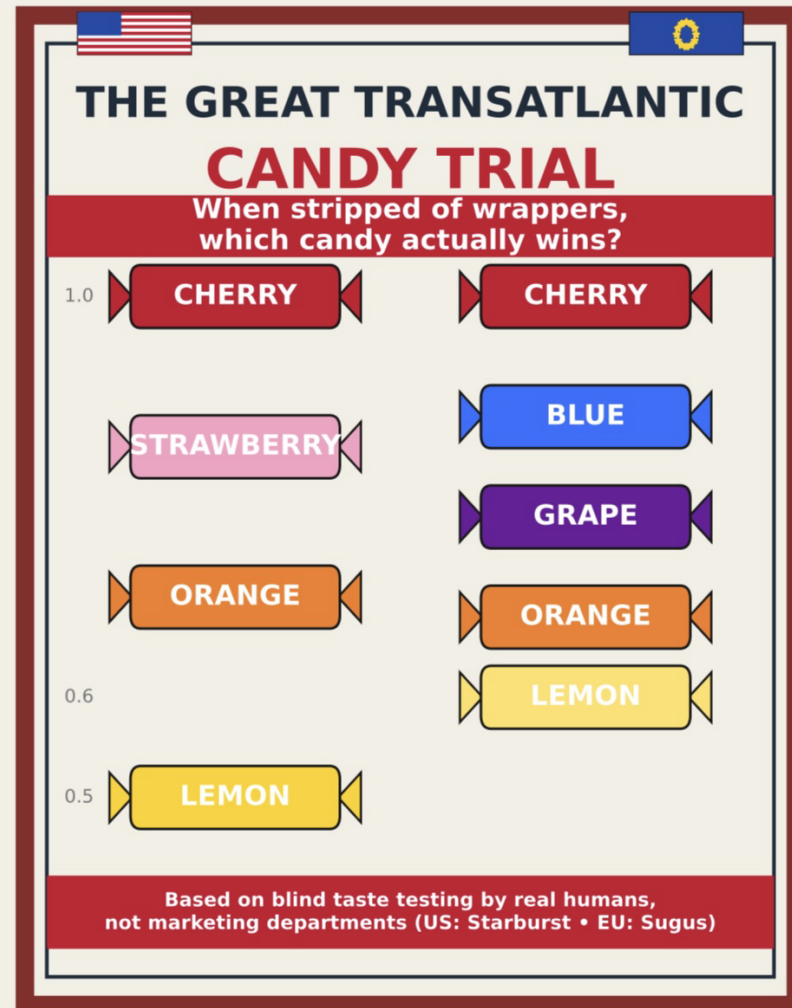 THE GREAT TRANSATLANTIC
CANDY TRIAL
When stripped of wrappers,
which candy actually wins?
1.0
CHERRY
CHERRY
BLUE
STRAWBERRY
GRAPE
ORANGE
ORANGE
0.6
LEMON
0.5
LEMON
Based on blind taste testing by real humans,
not marketing departments (US: Starburst • EU: Sugus)